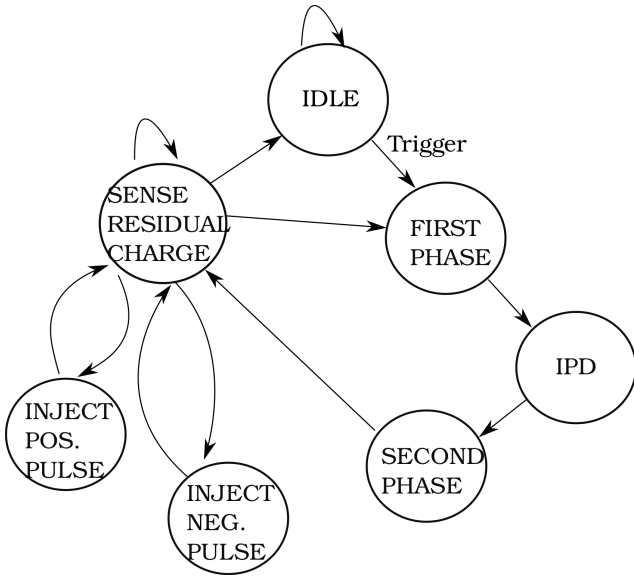 IDLE
Trigger
SENSE
RESIDUAL
CHARGE
FIRST
PHASE
IPD
INJECT
POS.
PULSE
SECOND
PHASE
INJECT
NEG.
PULSE